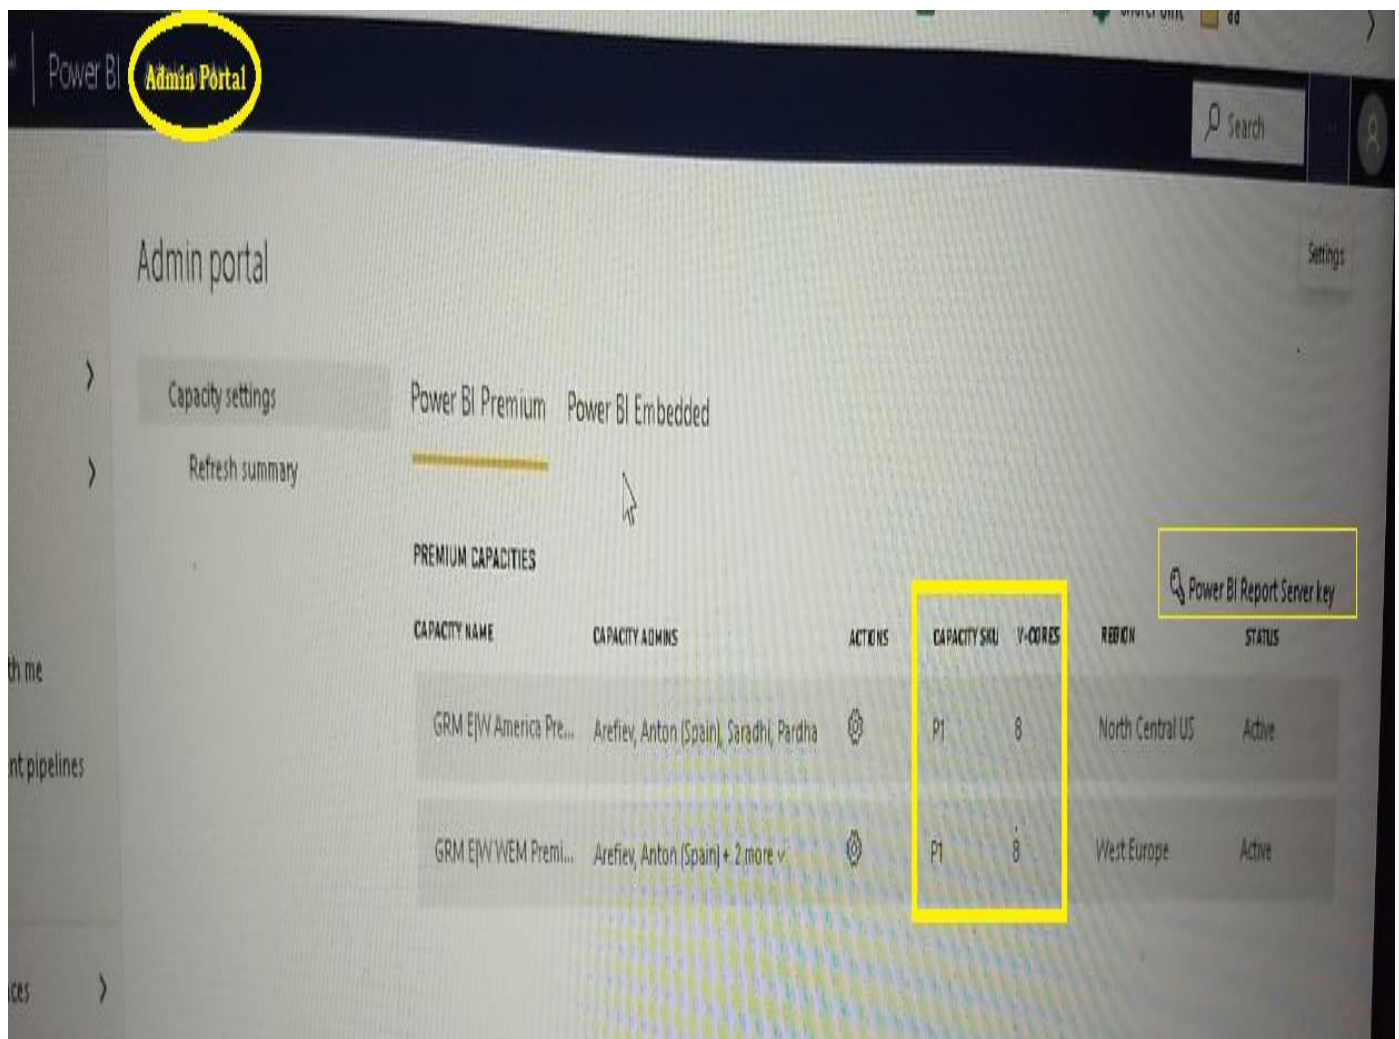 SharePoint dd
Power BI Admin Portal
Search
Settings
Admin portal
Capacity settings
Power BI Premium Power BI Embedded
Refresh summary
PREMIUM CAPACITIES
Power BI Report Server key
CAPACITY NAME CAPACITY ADMINS ACTIONS CAPACITY SKU V-CORES REGION STATUS
th me
GRM E|W America Pre... Arefiev, Anton (Spain), Saradhi, Pardha P1 8 North Central US Active
nt pipelines
GRM E|W WEM Premi... Arefiev, Anton (Spain) + 2 more P1 8 West Europe Active
ces